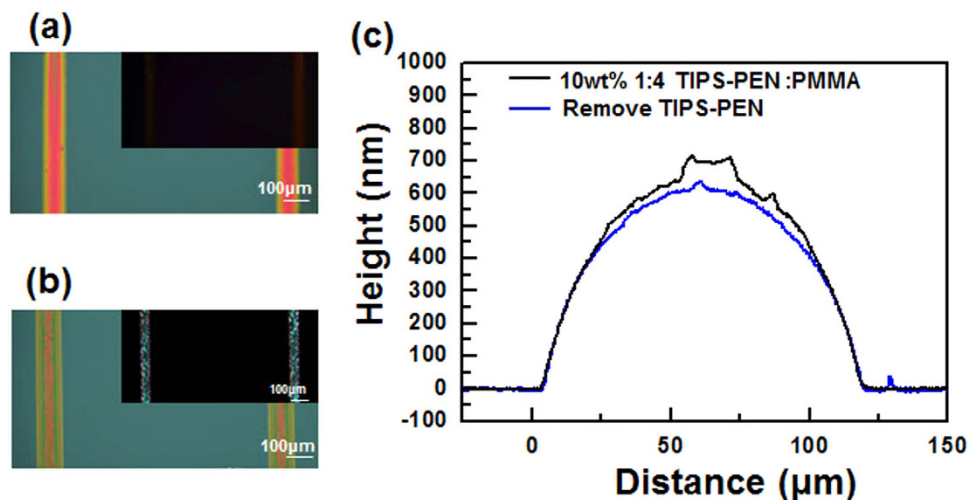 (a)
100μm
(b)
100μm
100μm
(c)
1000
900
800
700
600
500
400
300
200
100
0
-100
Height (nm)
10wt% 1:4 TIPS-PEN :PMMA
Remove TIPS-PEN
0 50 100 150
Distance (μm)